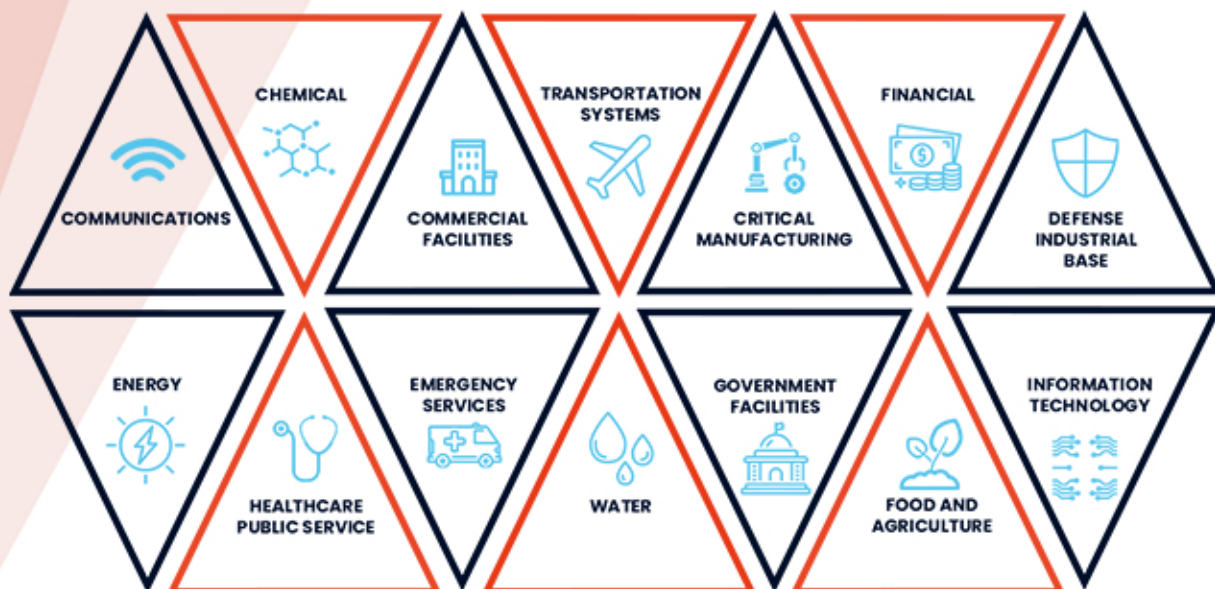 COMMUNICATIONS
CHEMICAL
COMMERCIAL
FACILITIES
TRANSPORTATION
SYSTEMS
CRITICAL
MANUFACTURING
FINANCIAL
$
DEFENSE
INDUSTRIAL
BASE
ENERGY
HEALTHCARE
PUBLIC SERVICE
EMERGENCY
SERVICES
WATER
GOVERNMENT
FACILITIES
FOOD AND
AGRICULTURE
INFORMATION
TECHNOLOGY